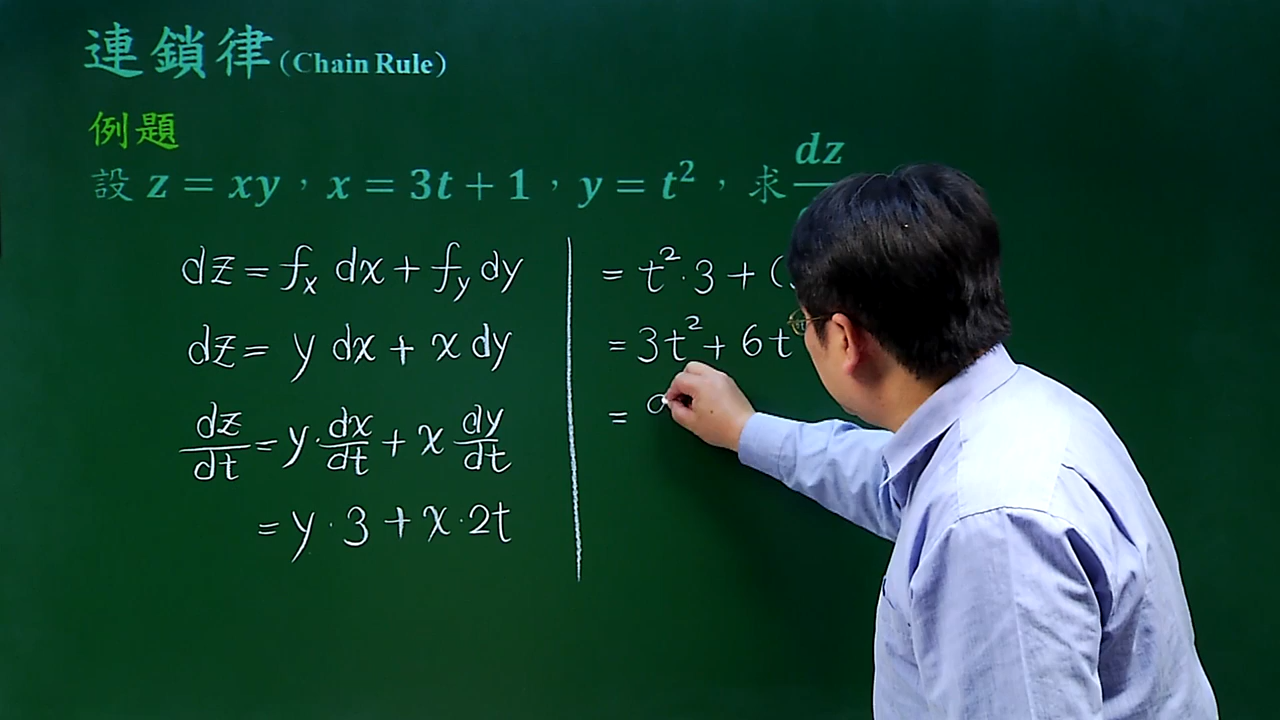 連鎖律(Chain Rule)
例題
設 z = xy，x = 3t + 1，y = t²，求 dz
dz = fₓ dx + f_y dy
dz = y dx + x dy
dz/dt = y · dx/dt + x dy/dt
= y · 3 + x · 2t
= t² · 3 + (
= 3t² + 6t
=